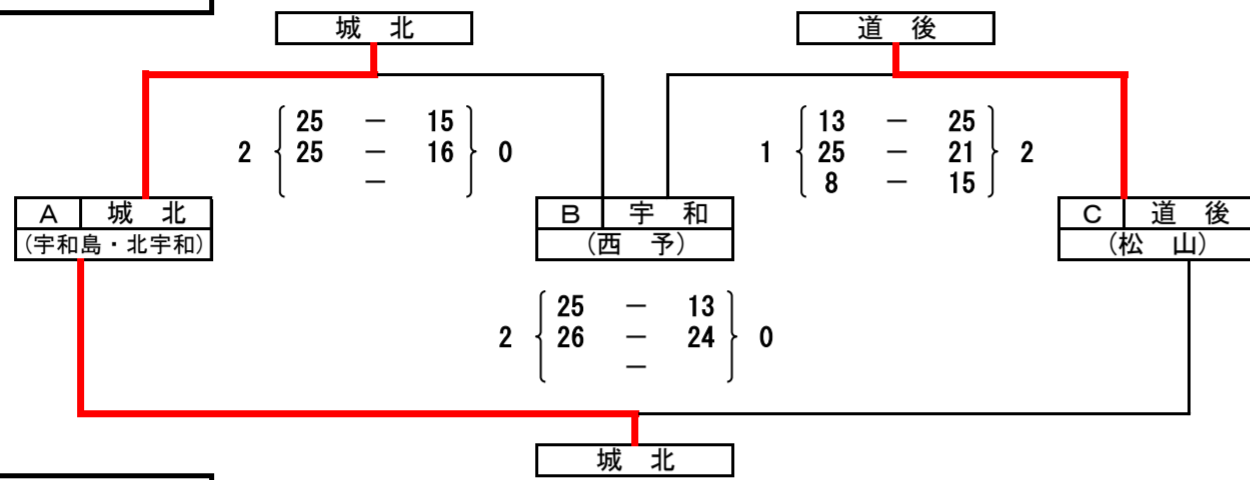 城　北
道　後
25 － 15
2 25 － 16 0
－
13 － 25
1 25 － 21 2
8 － 15
A 城　北
(宇和島・北宇和)
B 宇　和
(西　予)
C 道　後
(松　山)
25 － 13
2 26 － 24 0
－
城　北